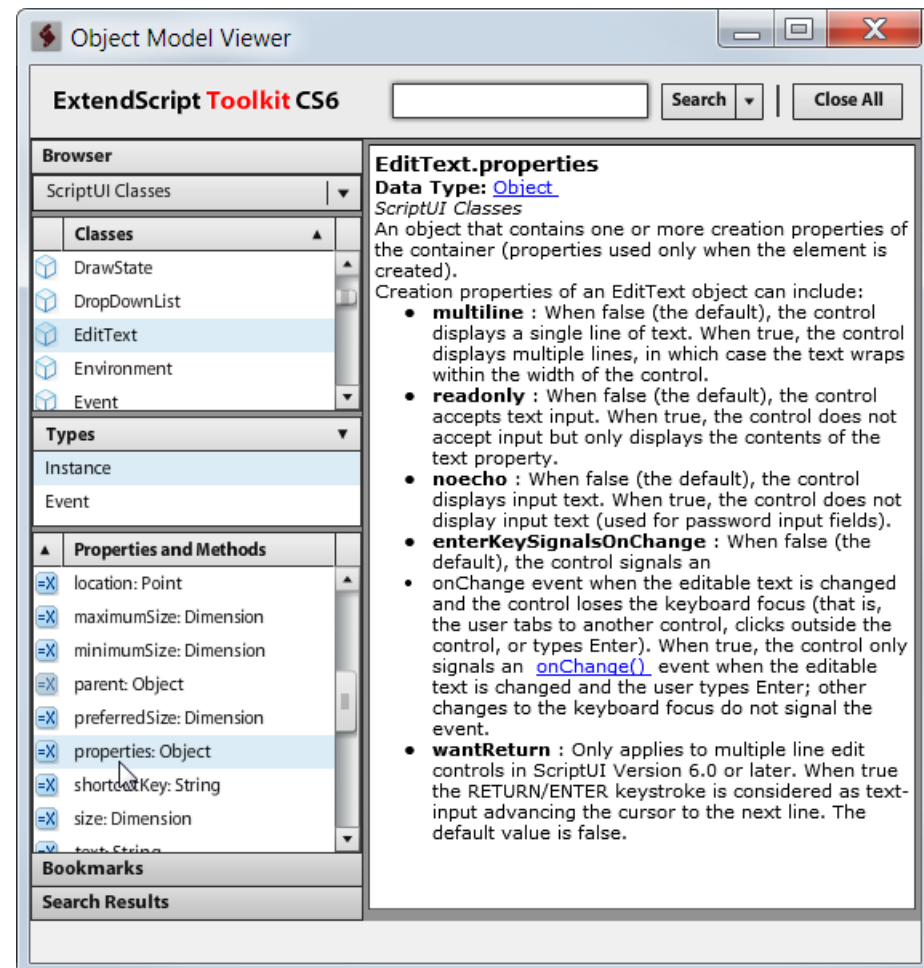 Object Model Viewer
ExtendScript Toolkit CS6
Search
Close All
Browser
ScriptUI Classes
Classes
DrawState
DropDownList
EditText
Environment
Event
Types
Instance
Event
Properties and Methods
location: Point
maximumSize: Dimension
minimumSize: Dimension
parent: Object
preferredSize: Dimension
properties: Object
shortcutKey: String
size: Dimension
text: String
Bookmarks
Search Results
EditText.properties
Data Type: Object
ScriptUI Classes
An object that contains one or more creation properties of
the container (properties used only when the element is
created).
Creation properties of an EditText object can include:
• multiline : When false (the default), the control
displays a single line of text. When true, the control
displays multiple lines, in which case the text wraps
within the width of the control.
• readonly : When false (the default), the control
accepts text input. When true, the control does not
accept input but only displays the contents of the
text property.
• noecho : When false (the default), the control
displays input text. When true, the control does not
display input text (used for password input fields).
• enterKeySignalsOnChange : When false (the
default), the control signals an
• onChange event when the editable text is changed
and the control loses the keyboard focus (that is,
the user tabs to another control, clicks outside the
control, or types Enter). When true, the control only
signals an onChange() event when the editable
text is changed and the user types Enter; other
changes to the keyboard focus do not signal the
event.
• wantReturn : Only applies to multiple line edit
controls in ScriptUI Version 6.0 or later. When true
the RETURN/ENTER keystroke is considered as text-
input advancing the cursor to the next line. The
default value is false.